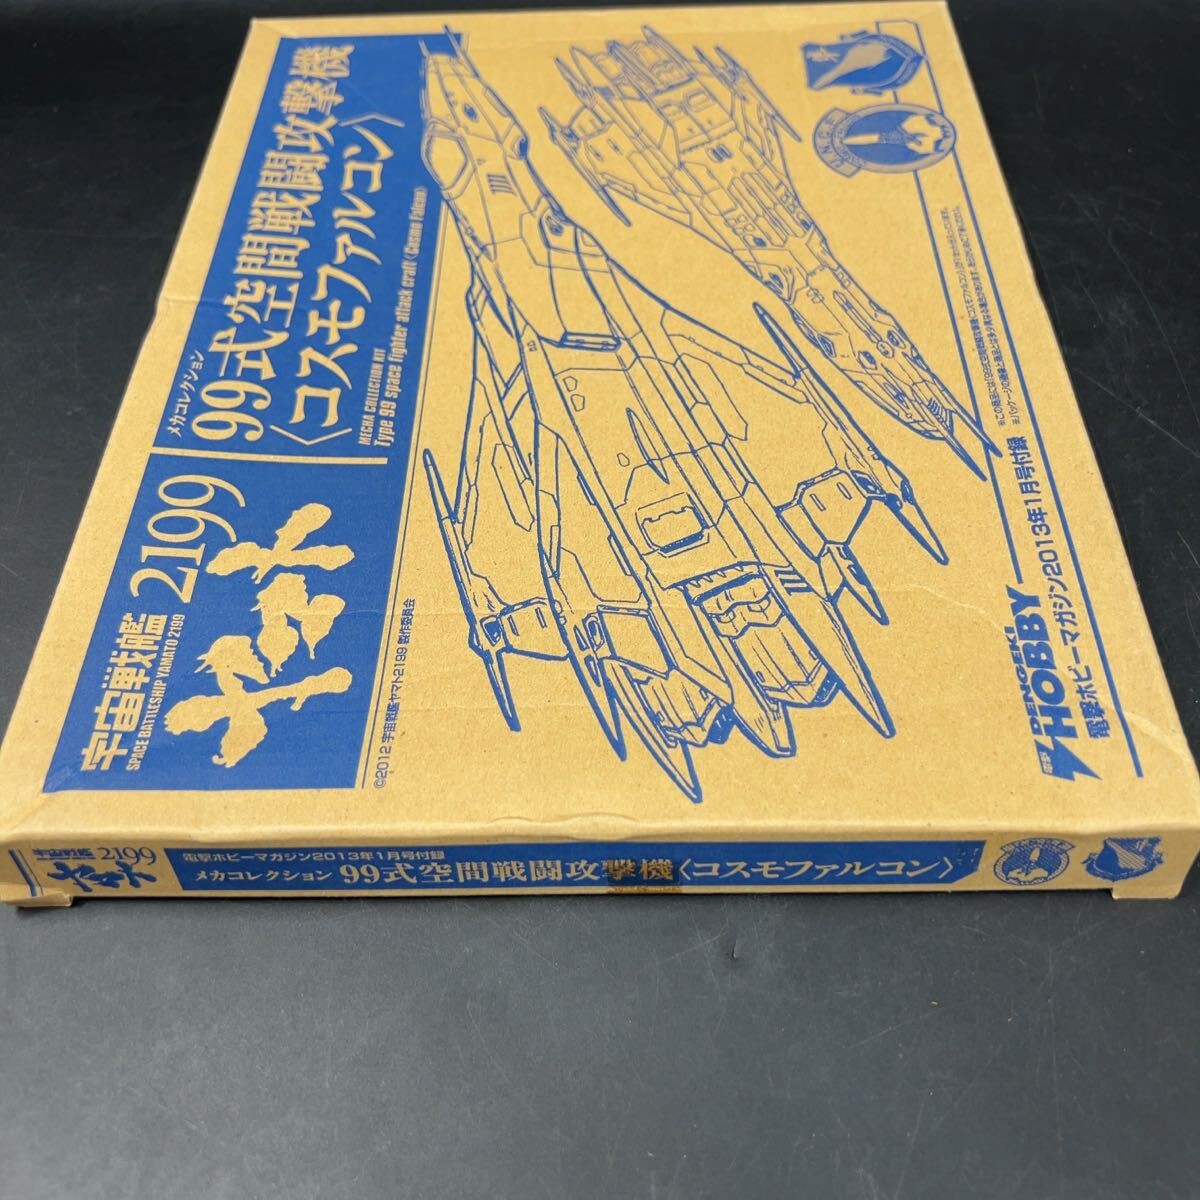 宇宙戦艦
2199
SPACE BATTLESHIP YAMATO 2199
ヤマト
メカコレクション
99式空間戦闘攻撃機
〈コスモファルコン〉
MECHA COLLECTION KIT
Type 99 space fighter attack craft 〈Cosmo Falcon〉
©2012 宇宙戦艦ヤマト2199 製作委員会
電撃
DENGEKI
HOBBY
電撃ホビーマガジン2013年1月号付録
2199
ヤマト
電撃ホビーマガジン2013年1月号付録
メカコレクション 99式空間戦闘攻撃機〈コスモファルコン〉